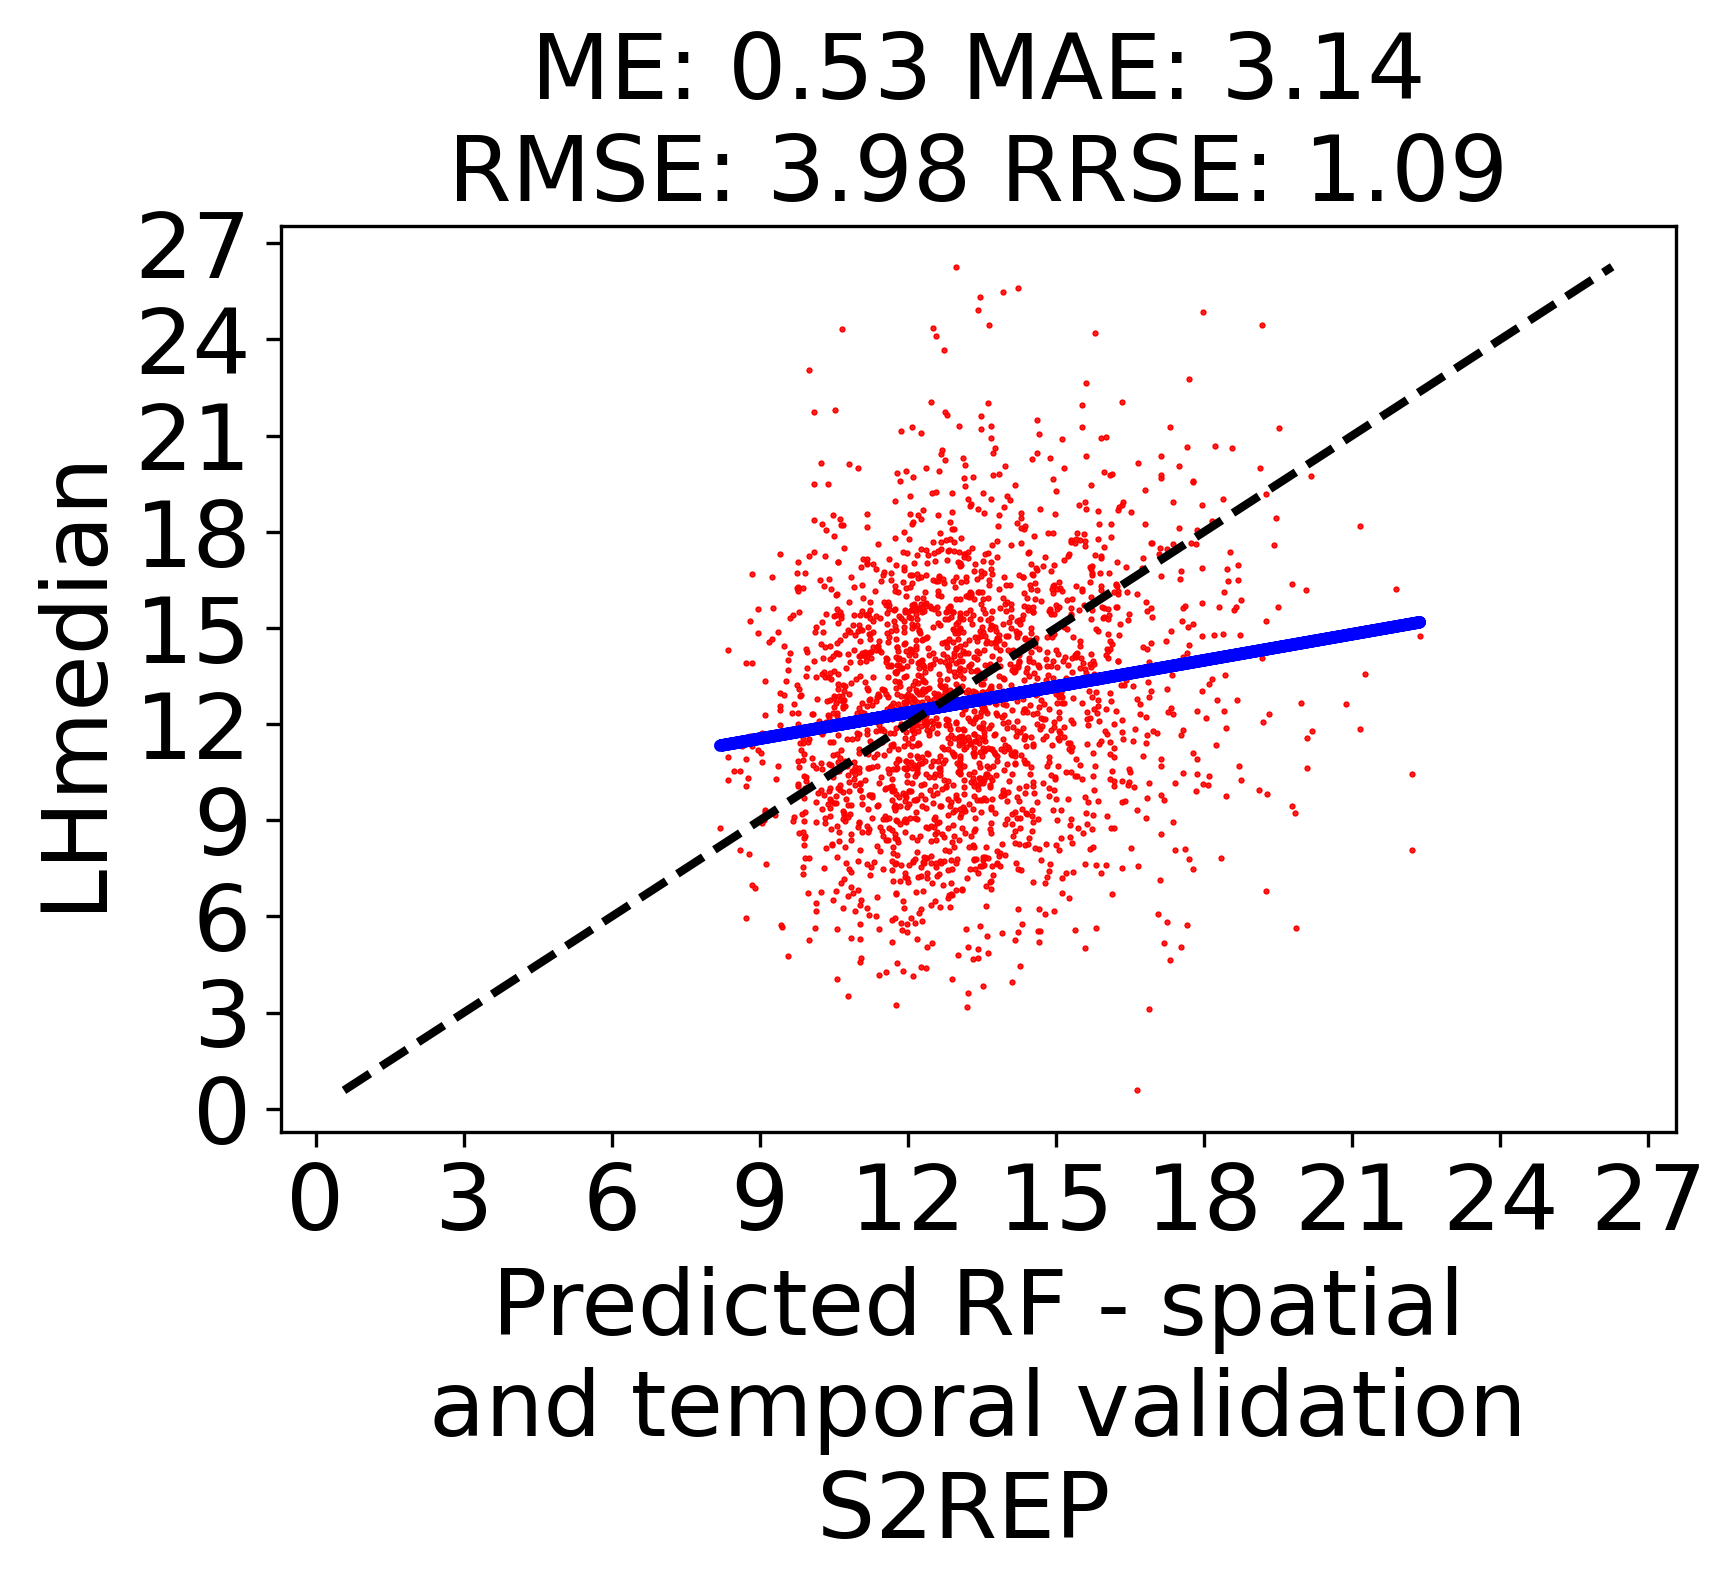 ME: 0.53 MAE: 3.14
RMSE: 3.98 RRSE: 1.09
27
24
21
18
15
12
9
6
3
0
LHmedian
0 3 6 9 12 15 18 21 24 27
Predicted RF - spatial
and temporal validation
S2REP